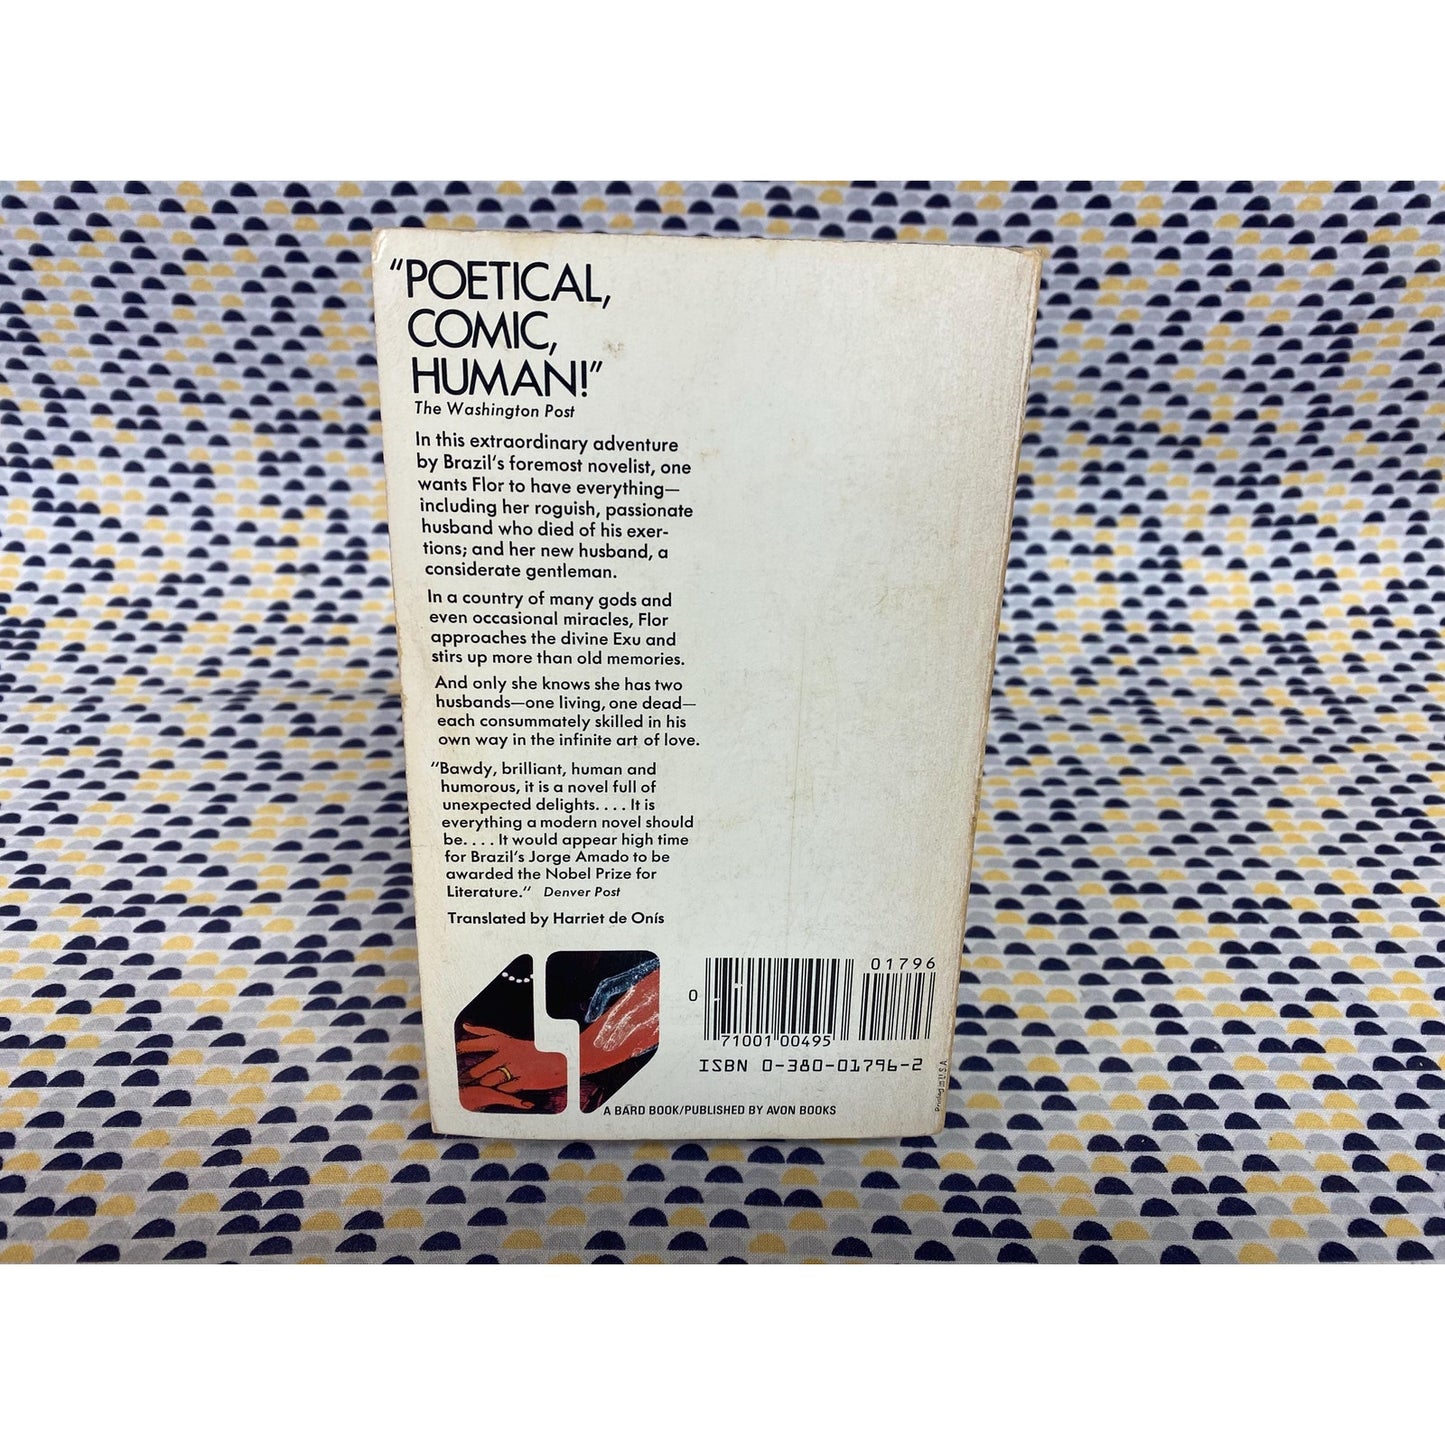 “POETICAL,
COMIC,
HUMAN!”
The Washington Post
In this extraordinary adventure
by Brazil's foremost novelist, one
wants Flor to have everything—
including her roguish, passionate
husband who died of his exer-
tions; and her new husband, a
considerate gentleman.
In a country of many gods and
even occasional miracles, Flor
approaches the divine Exu and
stirs up more than old memories.
And only she knows she has two
husbands—one living, one dead—
each consummately skilled in his
own way in the infinite art of love.
“Bawdy, brilliant, human and
humorous, it is a novel full of
unexpected delights. . . . It is
everything a modern novel should
be. . . . It would appear high time
for Brazil's Jorge Amado to be
awarded the Nobel Prize for
Literature.” Denver Post
Translated by Harriet de Onís
01796
0
71001 00495
ISBN 0-380-01796-2
A BARD BOOK/PUBLISHED BY AVON BOOKS
Printed in U.S.A.